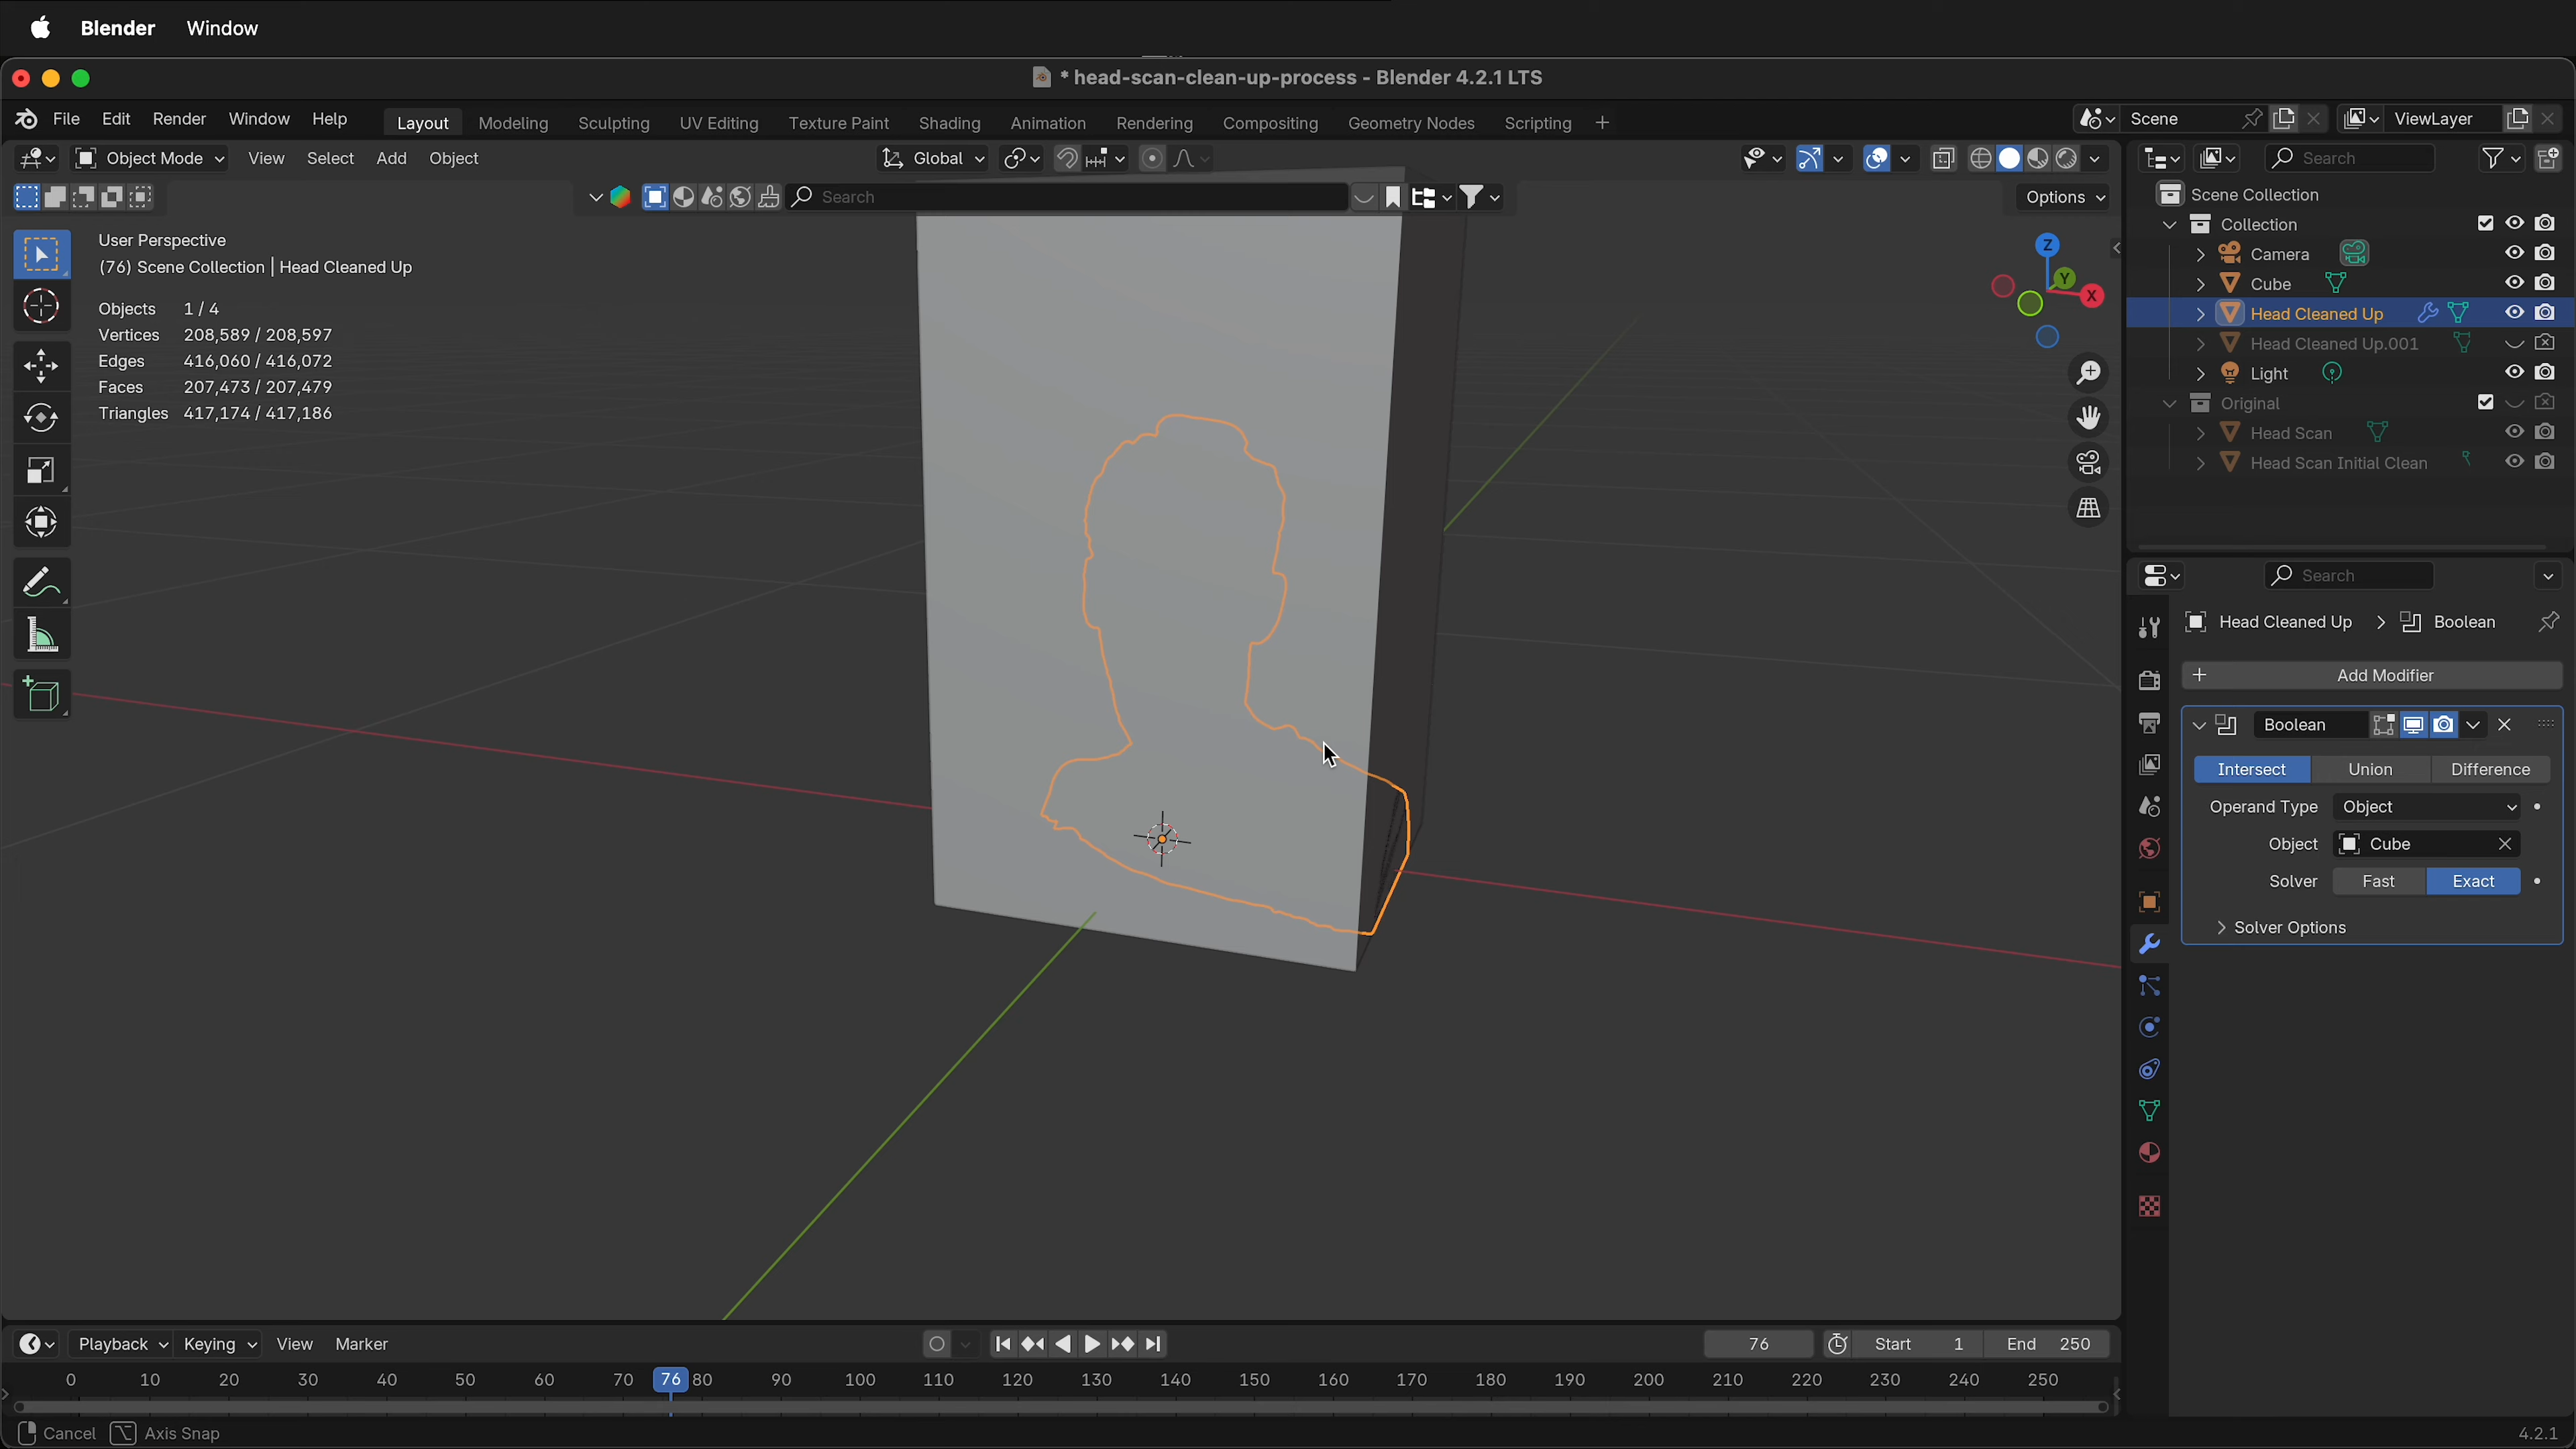 Blender Window
* head-scan-clean-up-process - Blender 4.2.1 LTS
File Edit Render Window Help Layout Modeling Sculpting UV Editing Texture Paint Shading Animation Rendering Compositing Geometry Nodes Scripting + Scene ViewLayer
Object Mode View Select Add Object Global Search
Search Options
User Perspective
(76) Scene Collection | Head Cleaned Up
Objects 1 / 4
Vertices 208,589 / 208,597
Edges 416,060 / 416,072
Faces 207,473 / 207,479
Triangles 417,174 / 417,186
Z
Y
X
Scene Collection
Collection
Camera
Cube
Head Cleaned Up
Head Cleaned Up.001
Light
Original
Head Scan
Head Scan Initial Clean
Search
Head Cleaned Up > Boolean
+ Add Modifier
Boolean
Intersect Union Difference
Operand Type Object
Object Cube
Solver Fast Exact
Solver Options
Playback Keying View Marker 76 Start 1 End 250
0 10 20 30 40 50 60 70 76 80 90 100 110 120 130 140 150 160 170 180 190 200 210 220 230 240 250
Cancel Axis Snap 4.2.1